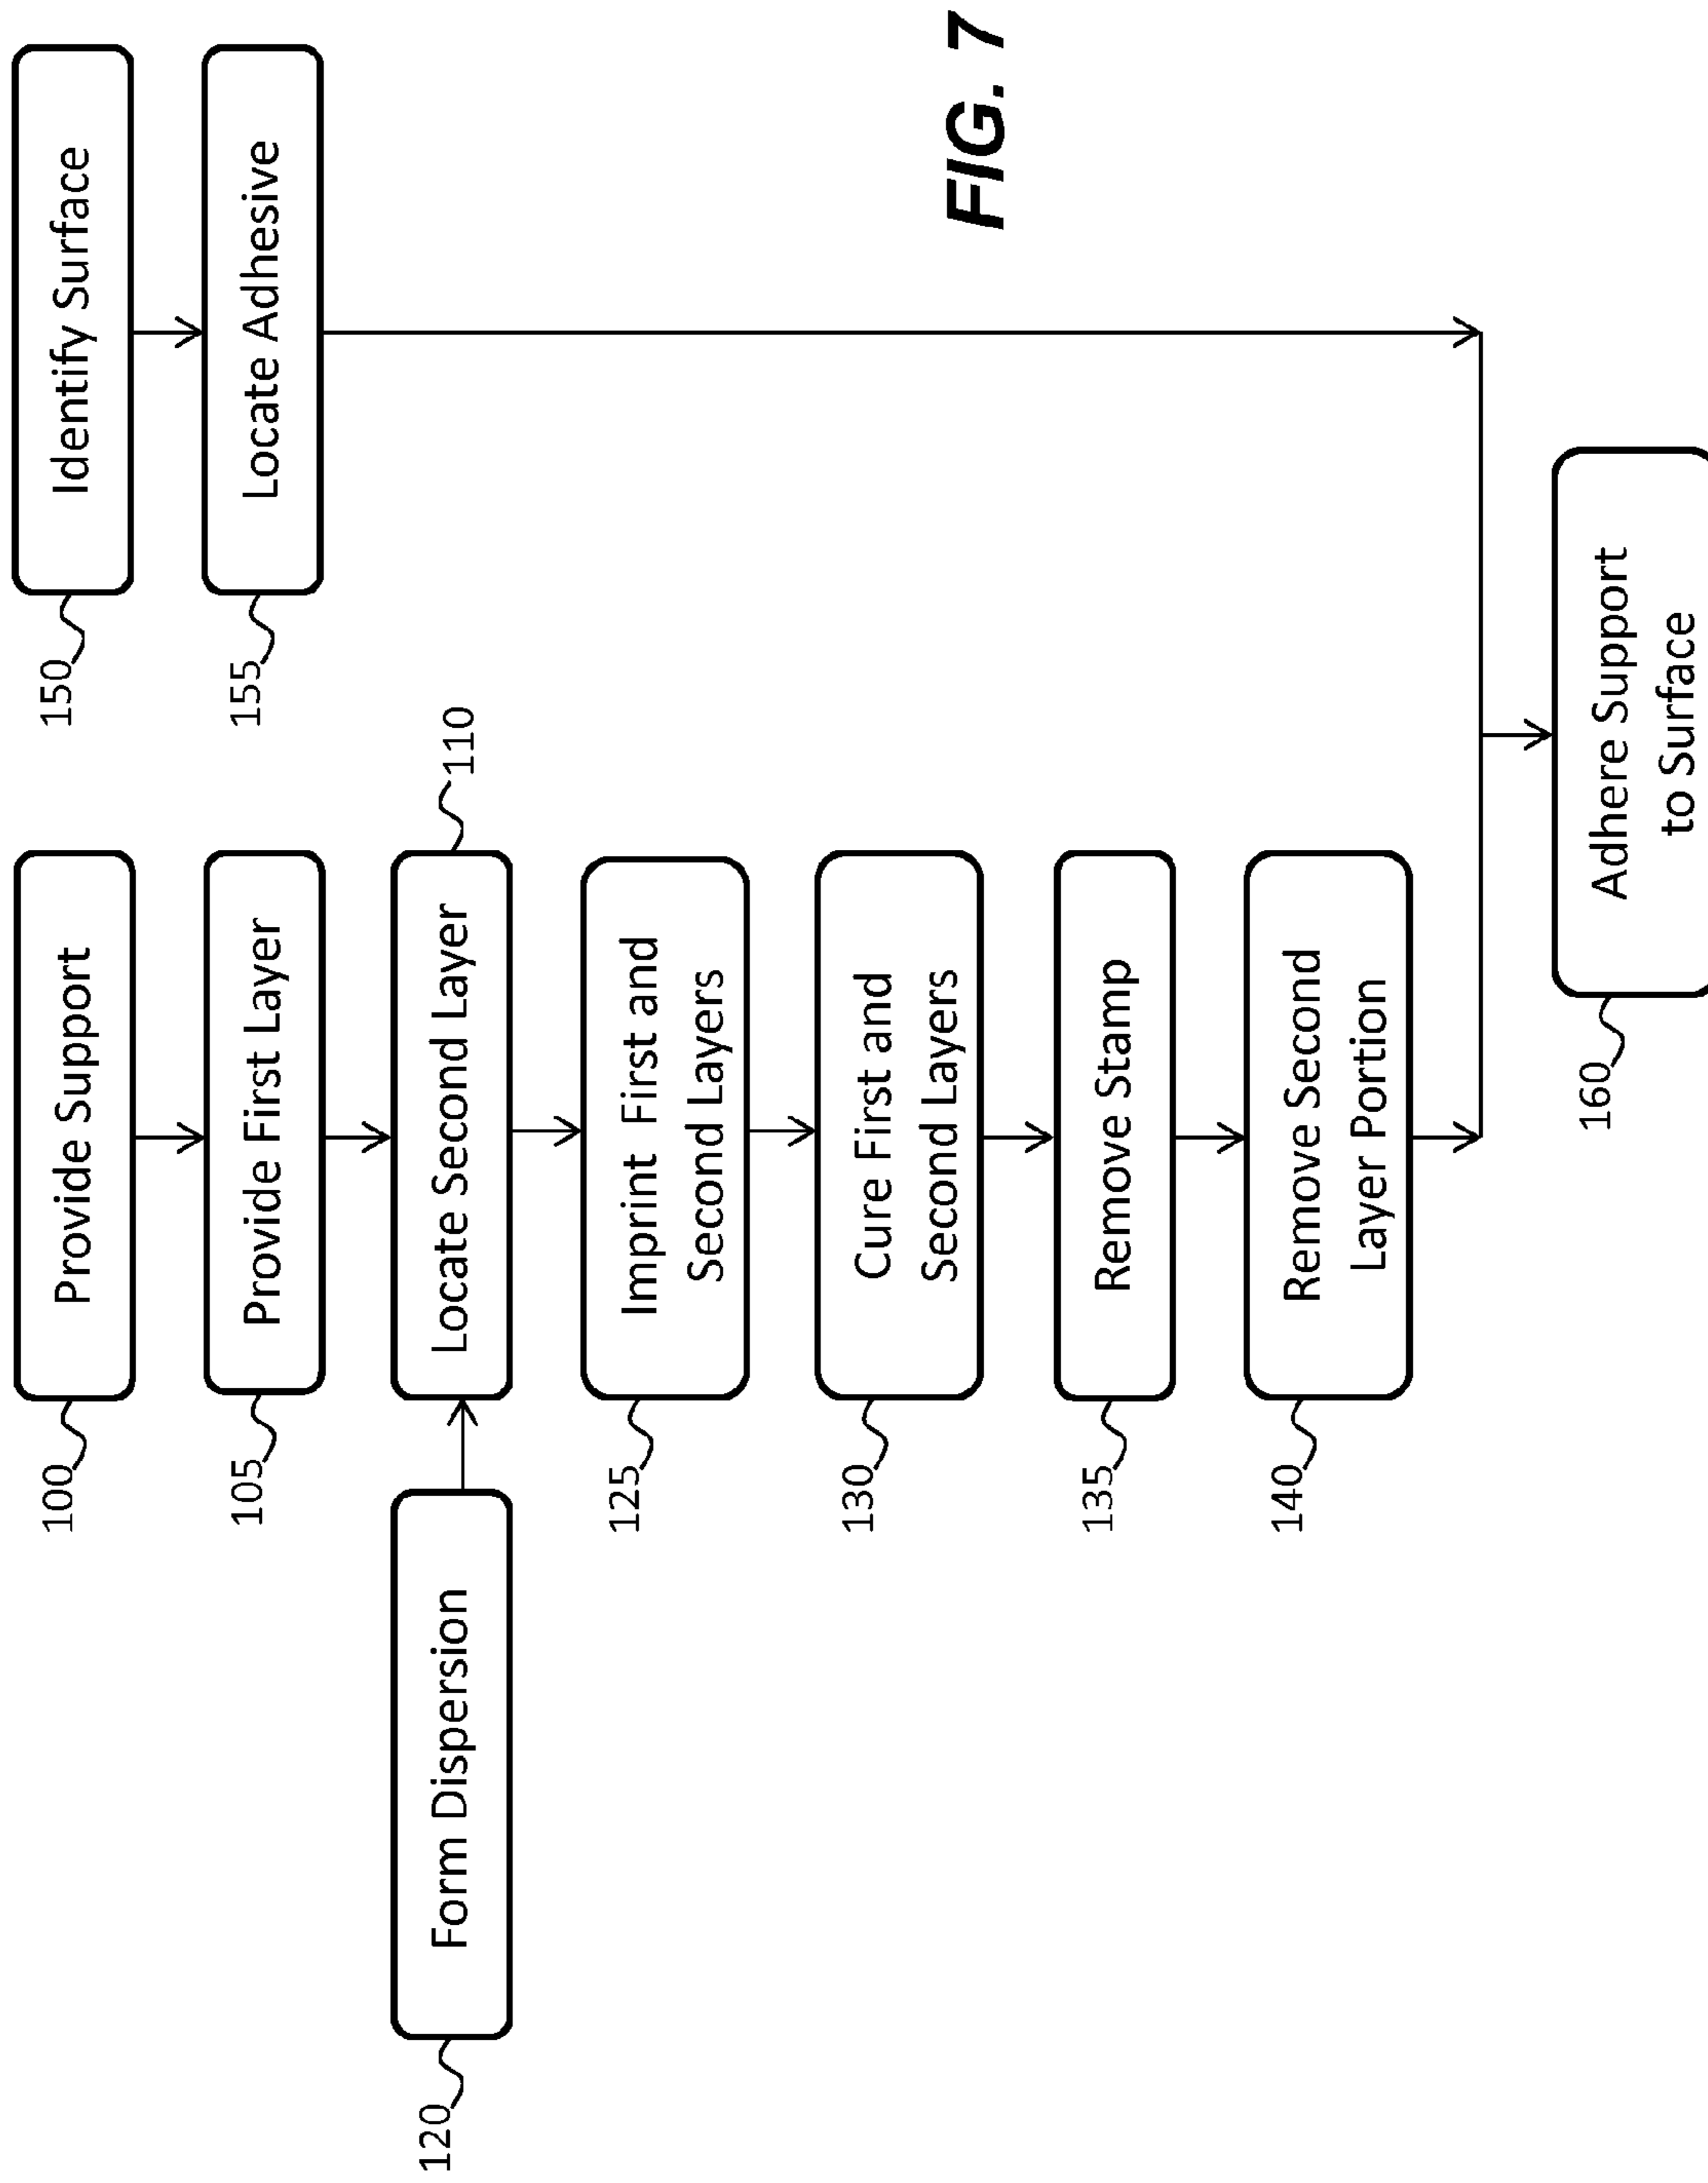 100
Provide Support
105
Provide First Layer
120
Form Dispersion
Locate Second Layer
110
125
Imprint First and
Second Layers
130
Cure First and
Second Layers
135
Remove Stamp
140
Remove Second
Layer Portion
150
Identify Surface
155
Locate Adhesive
160
Adhere Support
to Surface
FIG. 7